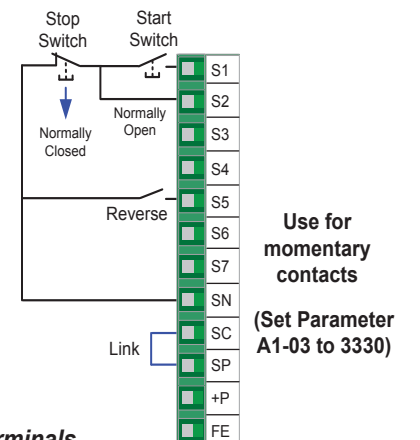 Stop
Switch
Start
Switch
S1
S2
Normally
Open
Normally
Closed
S3
S4
Reverse
S5
S6
S7
SN
SC
Link
SP
+P
FE
Use for
momentary
contacts
(Set Parameter
A1-03 to 3330)